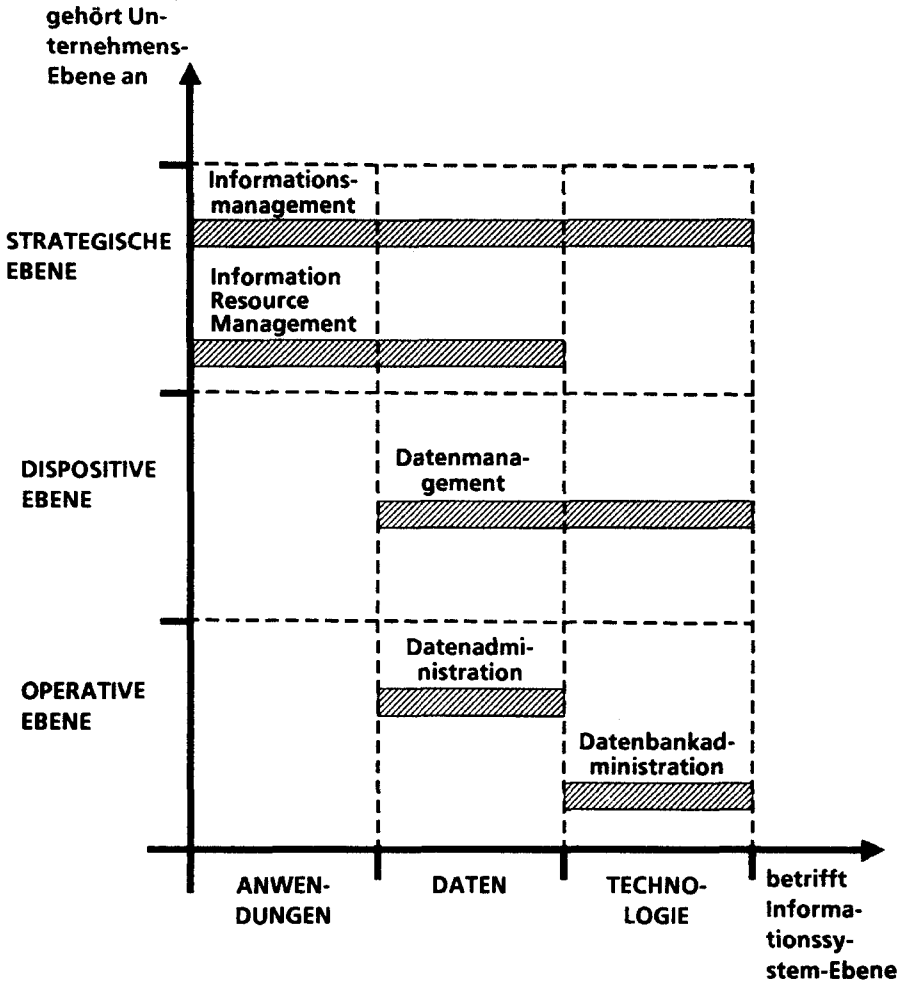 gehört Un-
ternehmens-
Ebene an
Informations-
management
STRATEGISCHE
EBENE
Information
Resource
Management
DISPOSITIVE
EBENE
Datenmana-
gement
OPERATIVE
EBENE
Datenadmi-
nistration
Datenbankad-
ministration
ANWEN-
DUNGEN
DATEN
TECHNO-
LOGIE
betrifft
Informa-
tionssy-
stem-Ebene